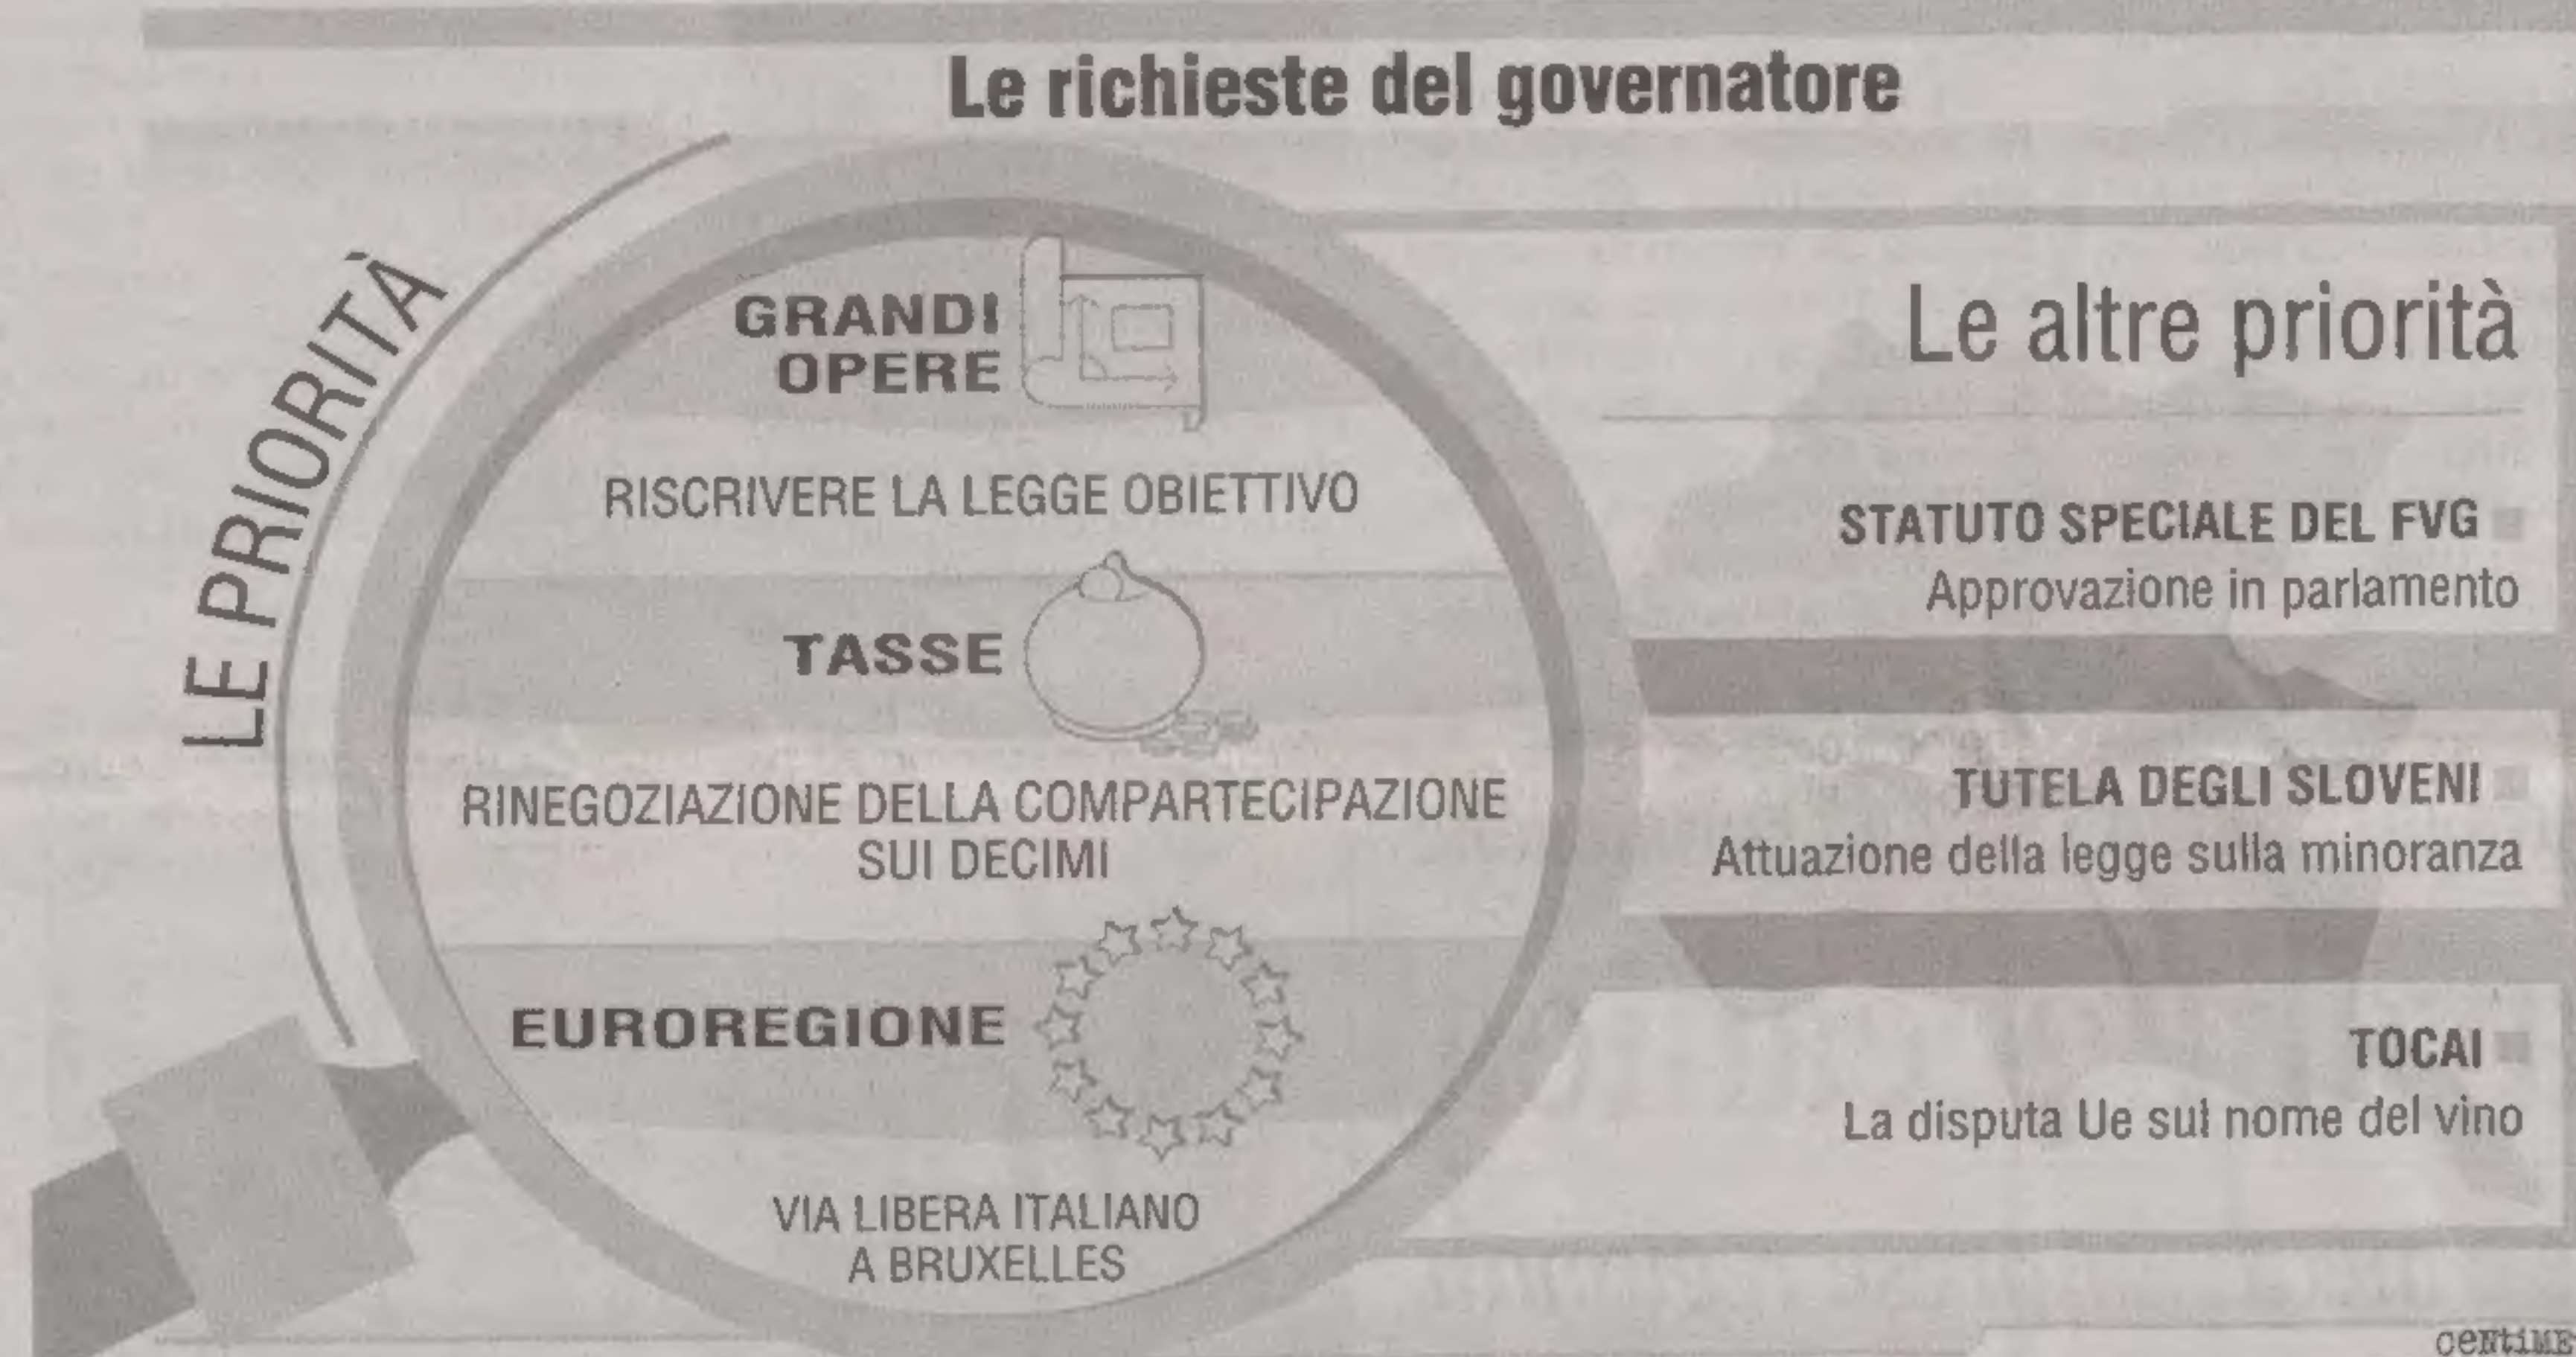 Le richieste del governatore
LE PRIORITÀ
GRANDI
OPERE
RISCRIVERE LA LEGGE OBIETTIVO
TASSE
RINEGOZIAZIONE DELLA COMPARTECIPAZIONE
SUI DECIMI
EUROREGIONE
VIA LIBERA ITALIANO
A BRUXELLES
Le altre priorità
STATUTO SPECIALE DEL FVG
Approvazione in parlamento
TUTELA DEGLI SLOVENI
Attuazione della legge sulla minoranza
TOCAI
La disputa Ue sul nome del vino